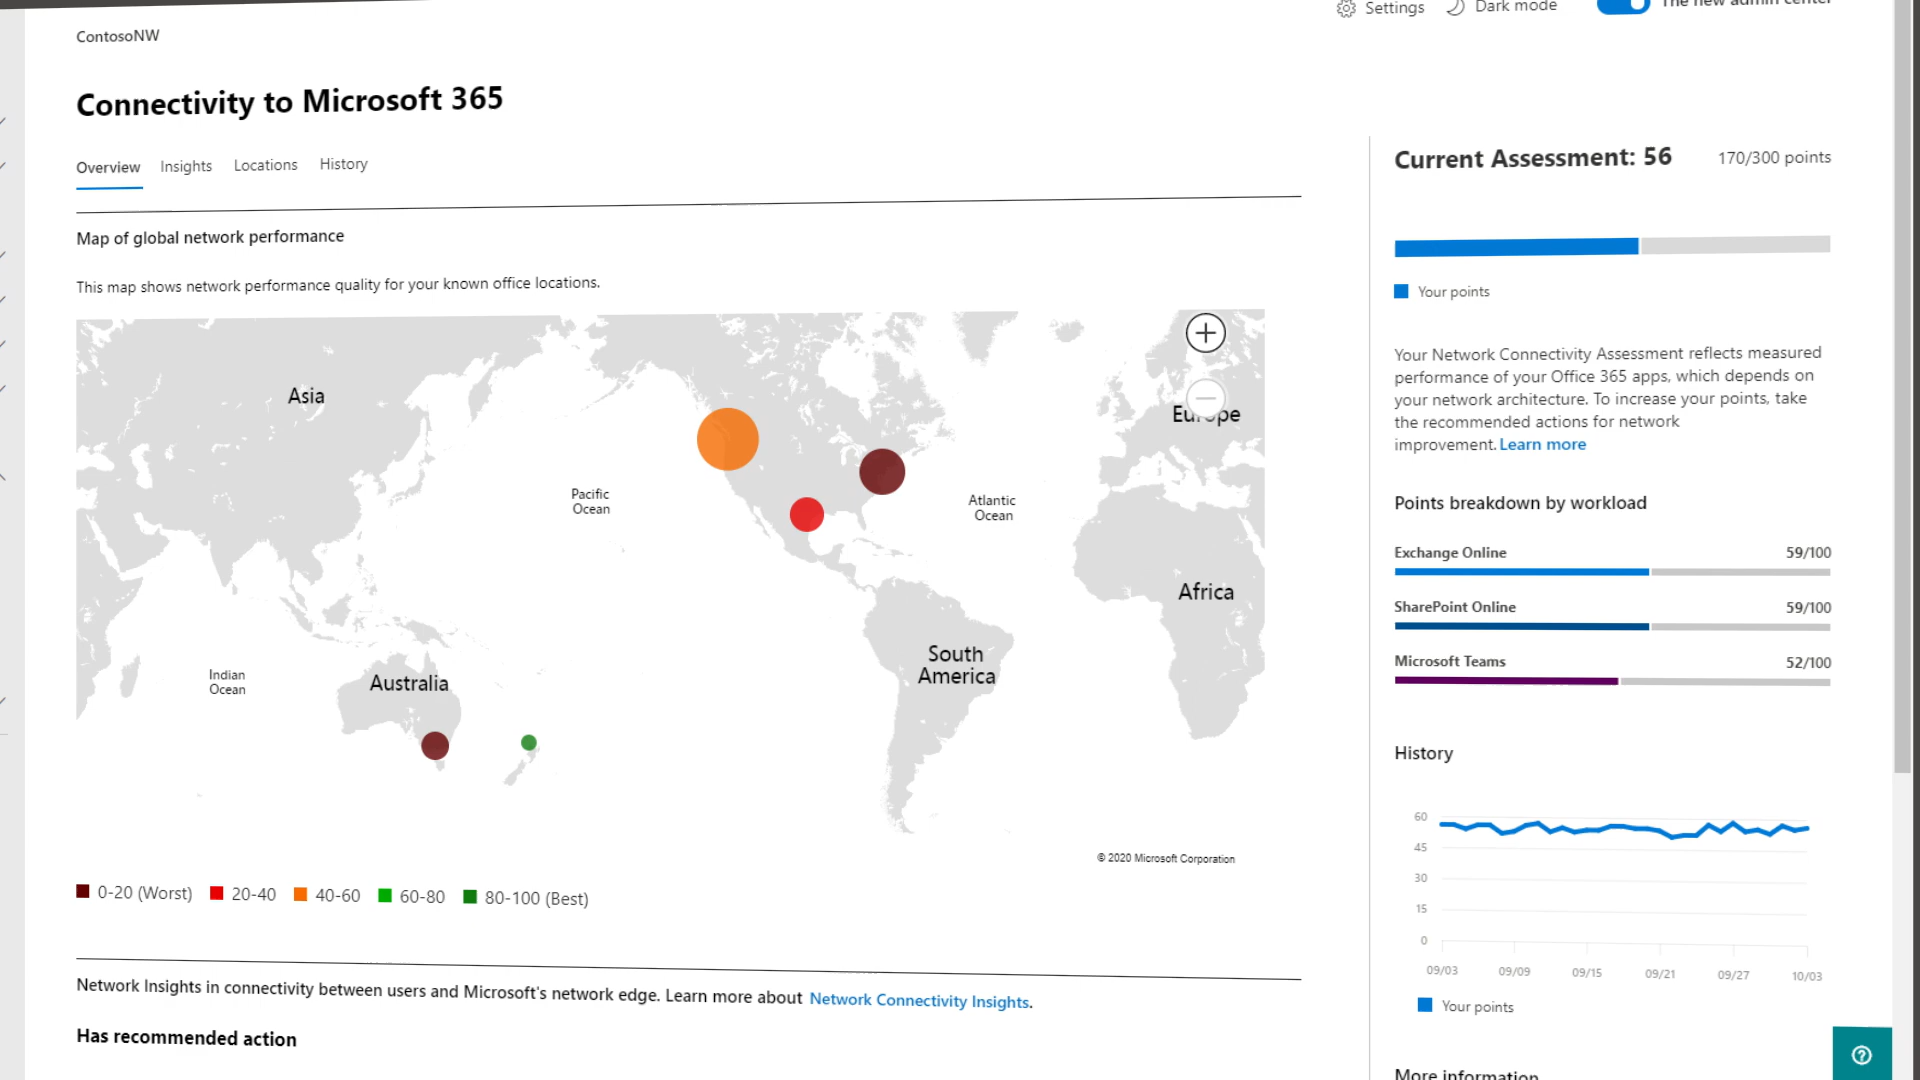 Settings
Dark mode
The new admin center
ContosoNW
Connectivity to Microsoft 365
Overview
Insights
Locations
History
Map of global network performance
This map shows network performance quality for your known office locations.
Asia
Europe
Pacific
Ocean
Atlantic
Ocean
Africa
South
America
Indian
Ocean
Australia
© 2020 Microsoft Corporation
0-20 (Worst)
20-40
40-60
60-80
80-100 (Best)
Network Insights in connectivity between users and Microsoft's network edge. Learn more about Network Connectivity Insights.
Has recommended action
Current Assessment: 56
170/300 points
Your points
Your Network Connectivity Assessment reflects measured
performance of your Office 365 apps, which depends on
your network architecture. To increase your points, take
the recommended actions for network
improvement. Learn more
Points breakdown by workload
Exchange Online 59/100
SharePoint Online 59/100
Microsoft Teams 52/100
History
60
45
30
15
0
09/03 09/09 09/15 09/21 09/27 10/03
Your points
More information